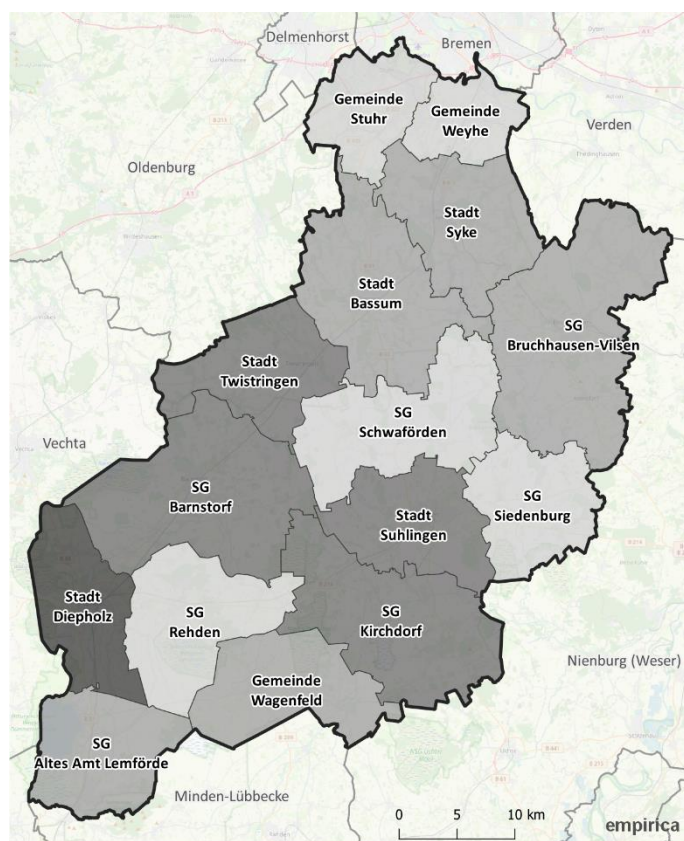 Delmenhorst
Bremen
Gemeinde
Stuhr
Gemeinde
Weyhe
Verden
Oldenburg
Stadt
Syke
Stadt
Bassum
SG
Bruchhausen-Vilsen
Stadt
Twistringen
SG
Schwaförden
Vechta
SG
Barnstorf
Stadt
Suhlingen
SG
Siedenburg
Stadt
Diepholz
SG
Rehden
SG
Kirchdorf
Gemeinde
Wagenfeld
Nienburg (Weser)
SG
Altes Amt Lemförde
Minden-Lübbecke
0 5 10 km
empirica